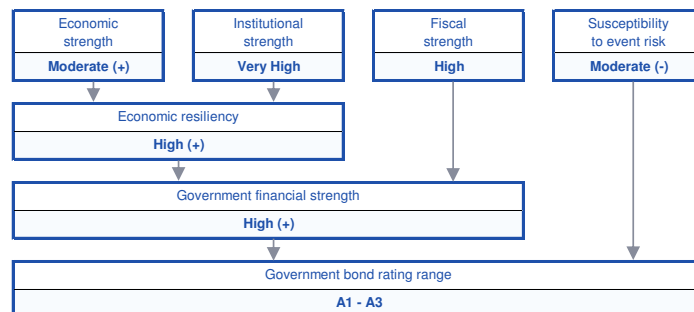 Economic
strength
Moderate (+)
Institutional
strength
Very High
Fiscal
strength
High
Susceptibility
to event risk
Moderate (-)
Economic resiliency
High (+)
Government financial strength
High (+)
Government bond rating range
A1 - A3